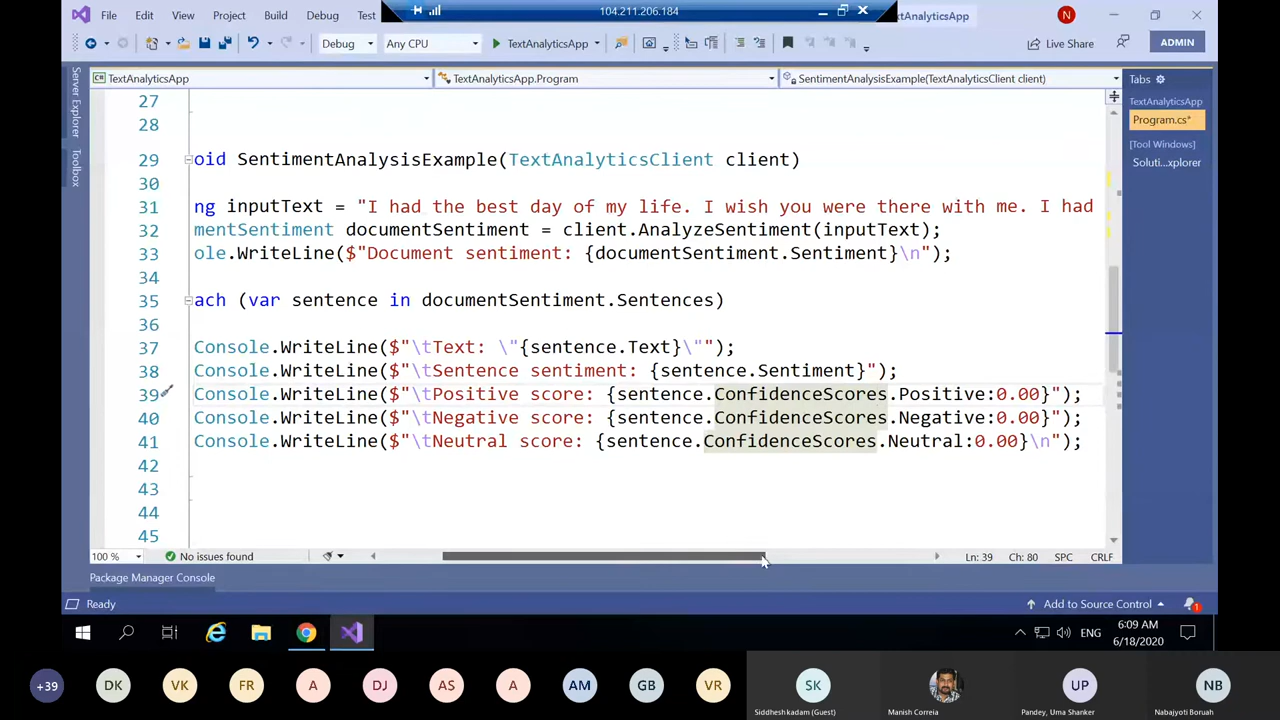 File Edit View Project Build Debug Test
104.211.206.184
TextAnalyticsApp
N
Debug Any CPU TextAnalyticsApp Live Share ADMIN
Server Explorer
Toolbox
TextAnalyticsApp TextAnalyticsApp.Program SentimentAnalysisExample(TextAnalyticsClient client)
Tabs
TextAnalyticsApp
Program.cs*
[Tool Windows]
Soluti...xplorer
27
28
29 oid SentimentAnalysisExample(TextAnalyticsClient client)
30
31 ng inputText = "I had the best day of my life. I wish you were there with me. I had
32 mentSentiment documentSentiment = client.AnalyzeSentiment(inputText);
33 ole.WriteLine($"Document sentiment: {documentSentiment.Sentiment}\n");
34
35 ach (var sentence in documentSentiment.Sentences)
36
37 Console.WriteLine($"\tText: \"{sentence.Text}\"");
38 Console.WriteLine($"\tSentence sentiment: {sentence.Sentiment}");
39 Console.WriteLine($"\tPositive score: {sentence.ConfidenceScores.Positive:0.00}");
40 Console.WriteLine($"\tNegative score: {sentence.ConfidenceScores.Negative:0.00}");
41 Console.WriteLine($"\tNeutral score: {sentence.ConfidenceScores.Neutral:0.00}\n");
42
43
44
45
100 % No issues found Ln: 39 Ch: 80 SPC CRLF
Package Manager Console
Ready Add to Source Control 1
ENG 6:09 AM
6/18/2020
+39 DK VK FR A DJ AS A AM GB VR SK UP NB
Siddhesh kadam (Guest) Manish Correia Pandey, Uma Shanker Nabajyoti Boruah